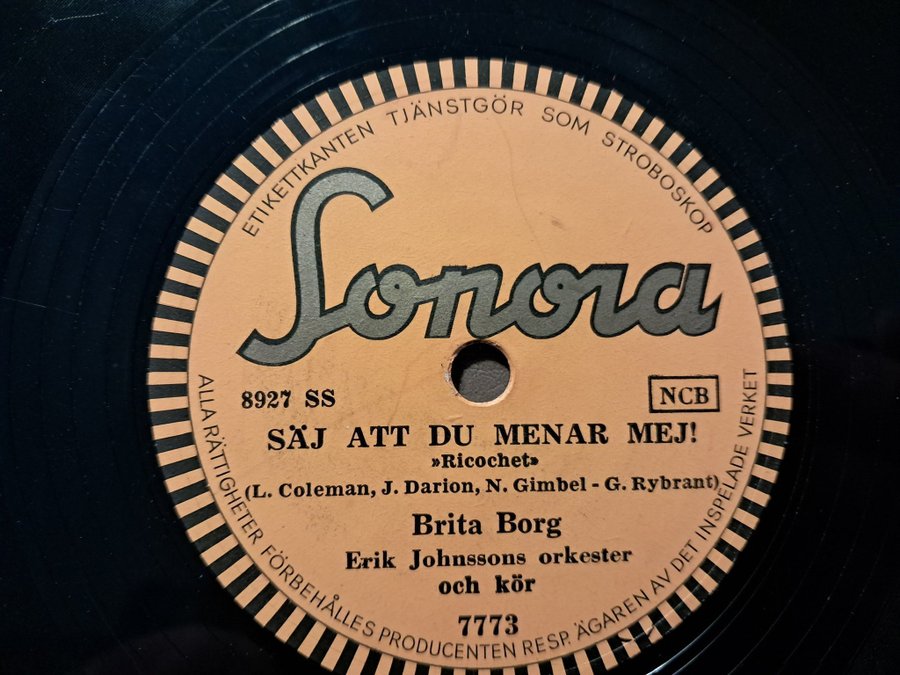 ETIKETTKANTEN TJÄNSTGÖR SOM STROBOSKOP
Sonora
8927 SS
NCB
SÄJ ATT DU MENAR MEJ!
»Ricochet»
(L. Coleman, J. Darion, N. Gimbel - G. Rybrant)
Brita Borg
Erik Johnssons orkester
och kör
7773
ALLA RÄTTIGHETER FÖRBEHÅLLES PRODUCENTEN RESP. ÄGAREN AV DET INSPELADE VERKET